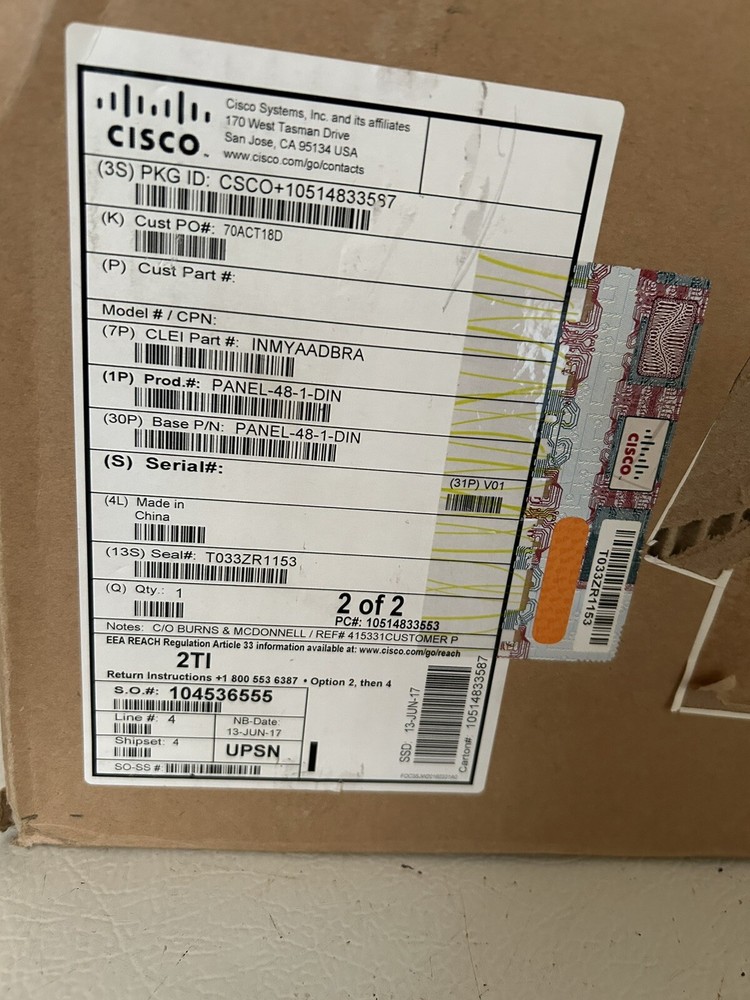 CISCO™
Cisco Systems, Inc. and its affiliates
170 West Tasman Drive
San Jose, CA 95134 USA
www.cisco.com/go/contacts
(3S) PKG ID: CSCO+10514833587
(K) Cust PO#: 70ACT18D
(P) Cust Part #:
Model # / CPN:
(7P) CLEI Part #: INMYAADBRA
(1P) Prod.#: PANEL-48-1-DIN
(30P) Base P/N: PANEL-48-1-DIN
(S) Serial#:
(31P) V01
(4L) Made in
China
(13S) Seal#: T033ZR1153
(Q) Qty.: 1
2 of 2
PC#: 10514833553
Notes: C/O BURNS & MCDONNELL / REF# 415331CUSTOMER P
EEA REACH Regulation Article 33 information available at: www.cisco.com/go/reach
2TI
Return Instructions +1 800 553 6387 • Option 2, then 4
S.O.#: 104536555
Line #: 4
NB-Date:
13-JUN-17
Shipset: 4
UPSN
SO-SS #
SSD: 13-JUN-17
Carton# 10514833587
CISCO
T033ZR1153